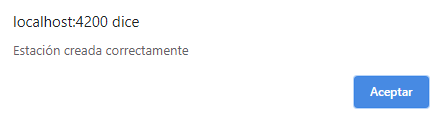 localhost:4200 dice
Estación creada correctamente
Aceptar